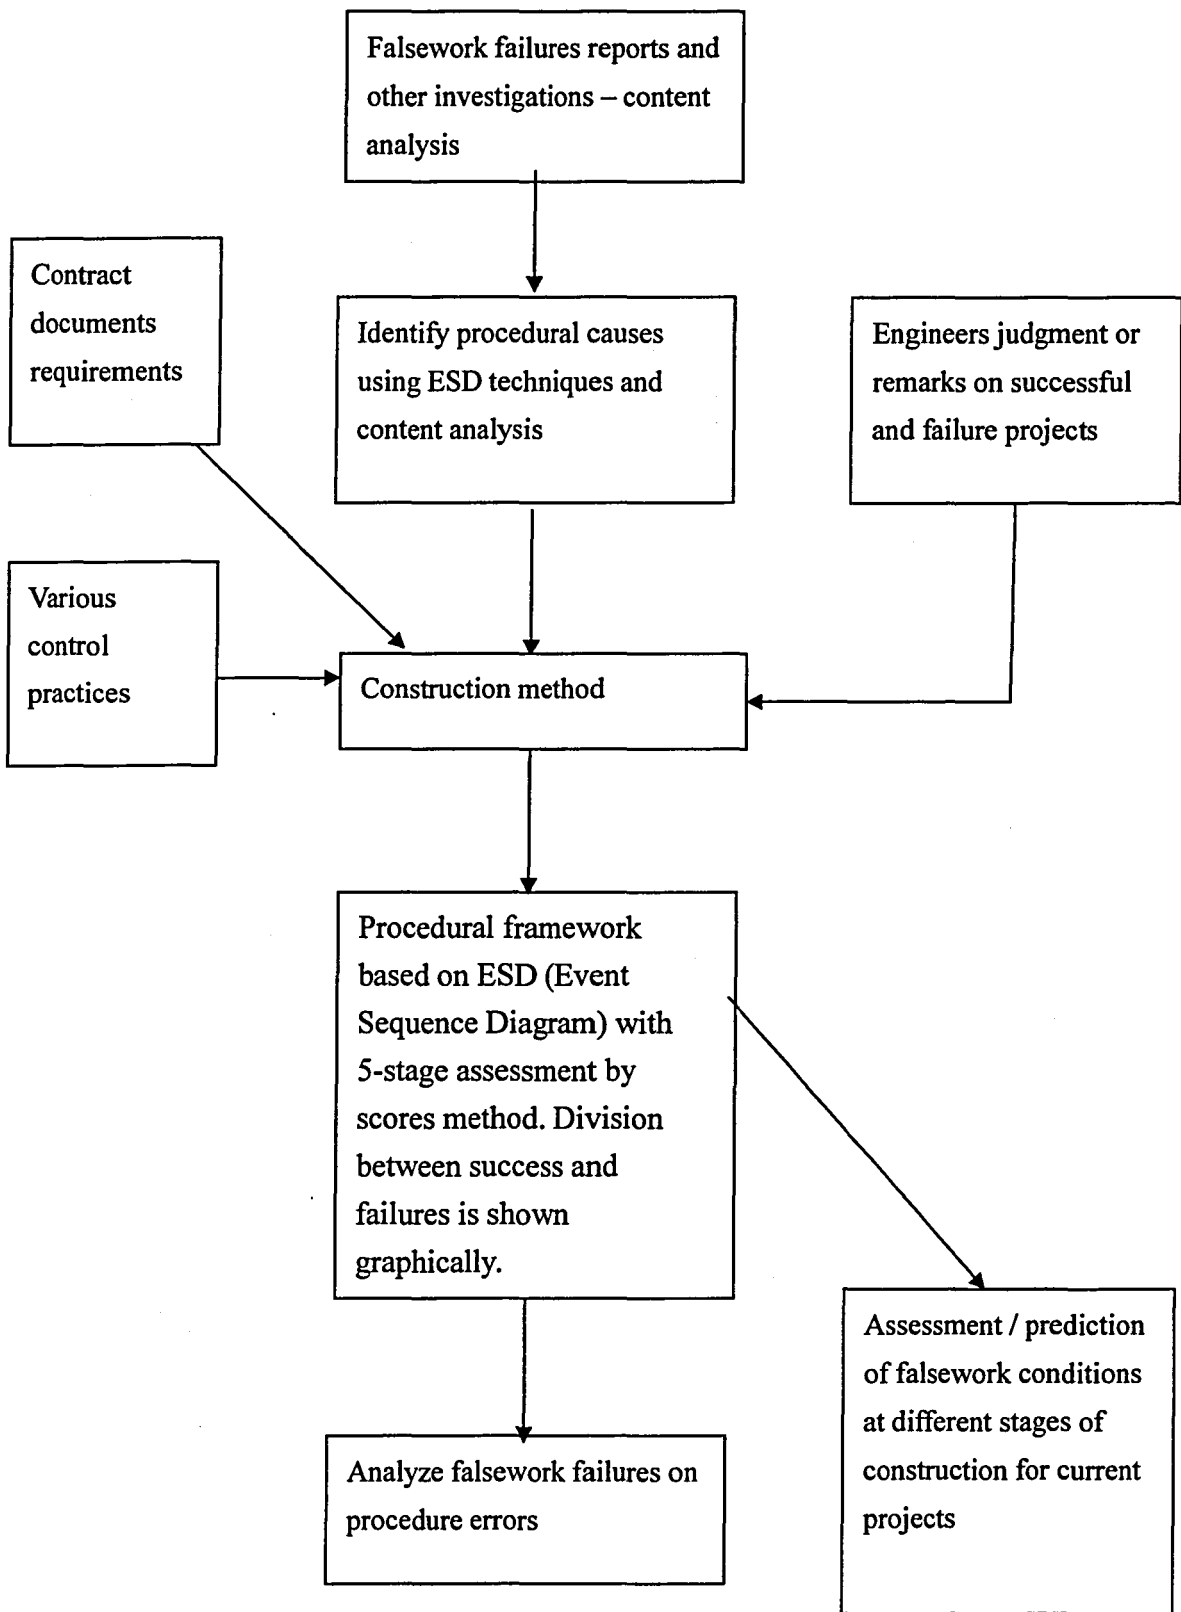 Falsework failures reports and
other investigations – content
analysis
Contract
documents
requirements
Identify procedural causes
using ESD techniques and
content analysis
Engineers judgment or
remarks on successful
and failure projects
Various
control
practices
Construction method
Procedural framework
based on ESD (Event
Sequence Diagram) with
5-stage assessment by
scores method. Division
between success and
failures is shown
graphically.
Assessment / prediction
of falsework conditions
at different stages of
construction for current
projects
Analyze falsework failures on
procedure errors